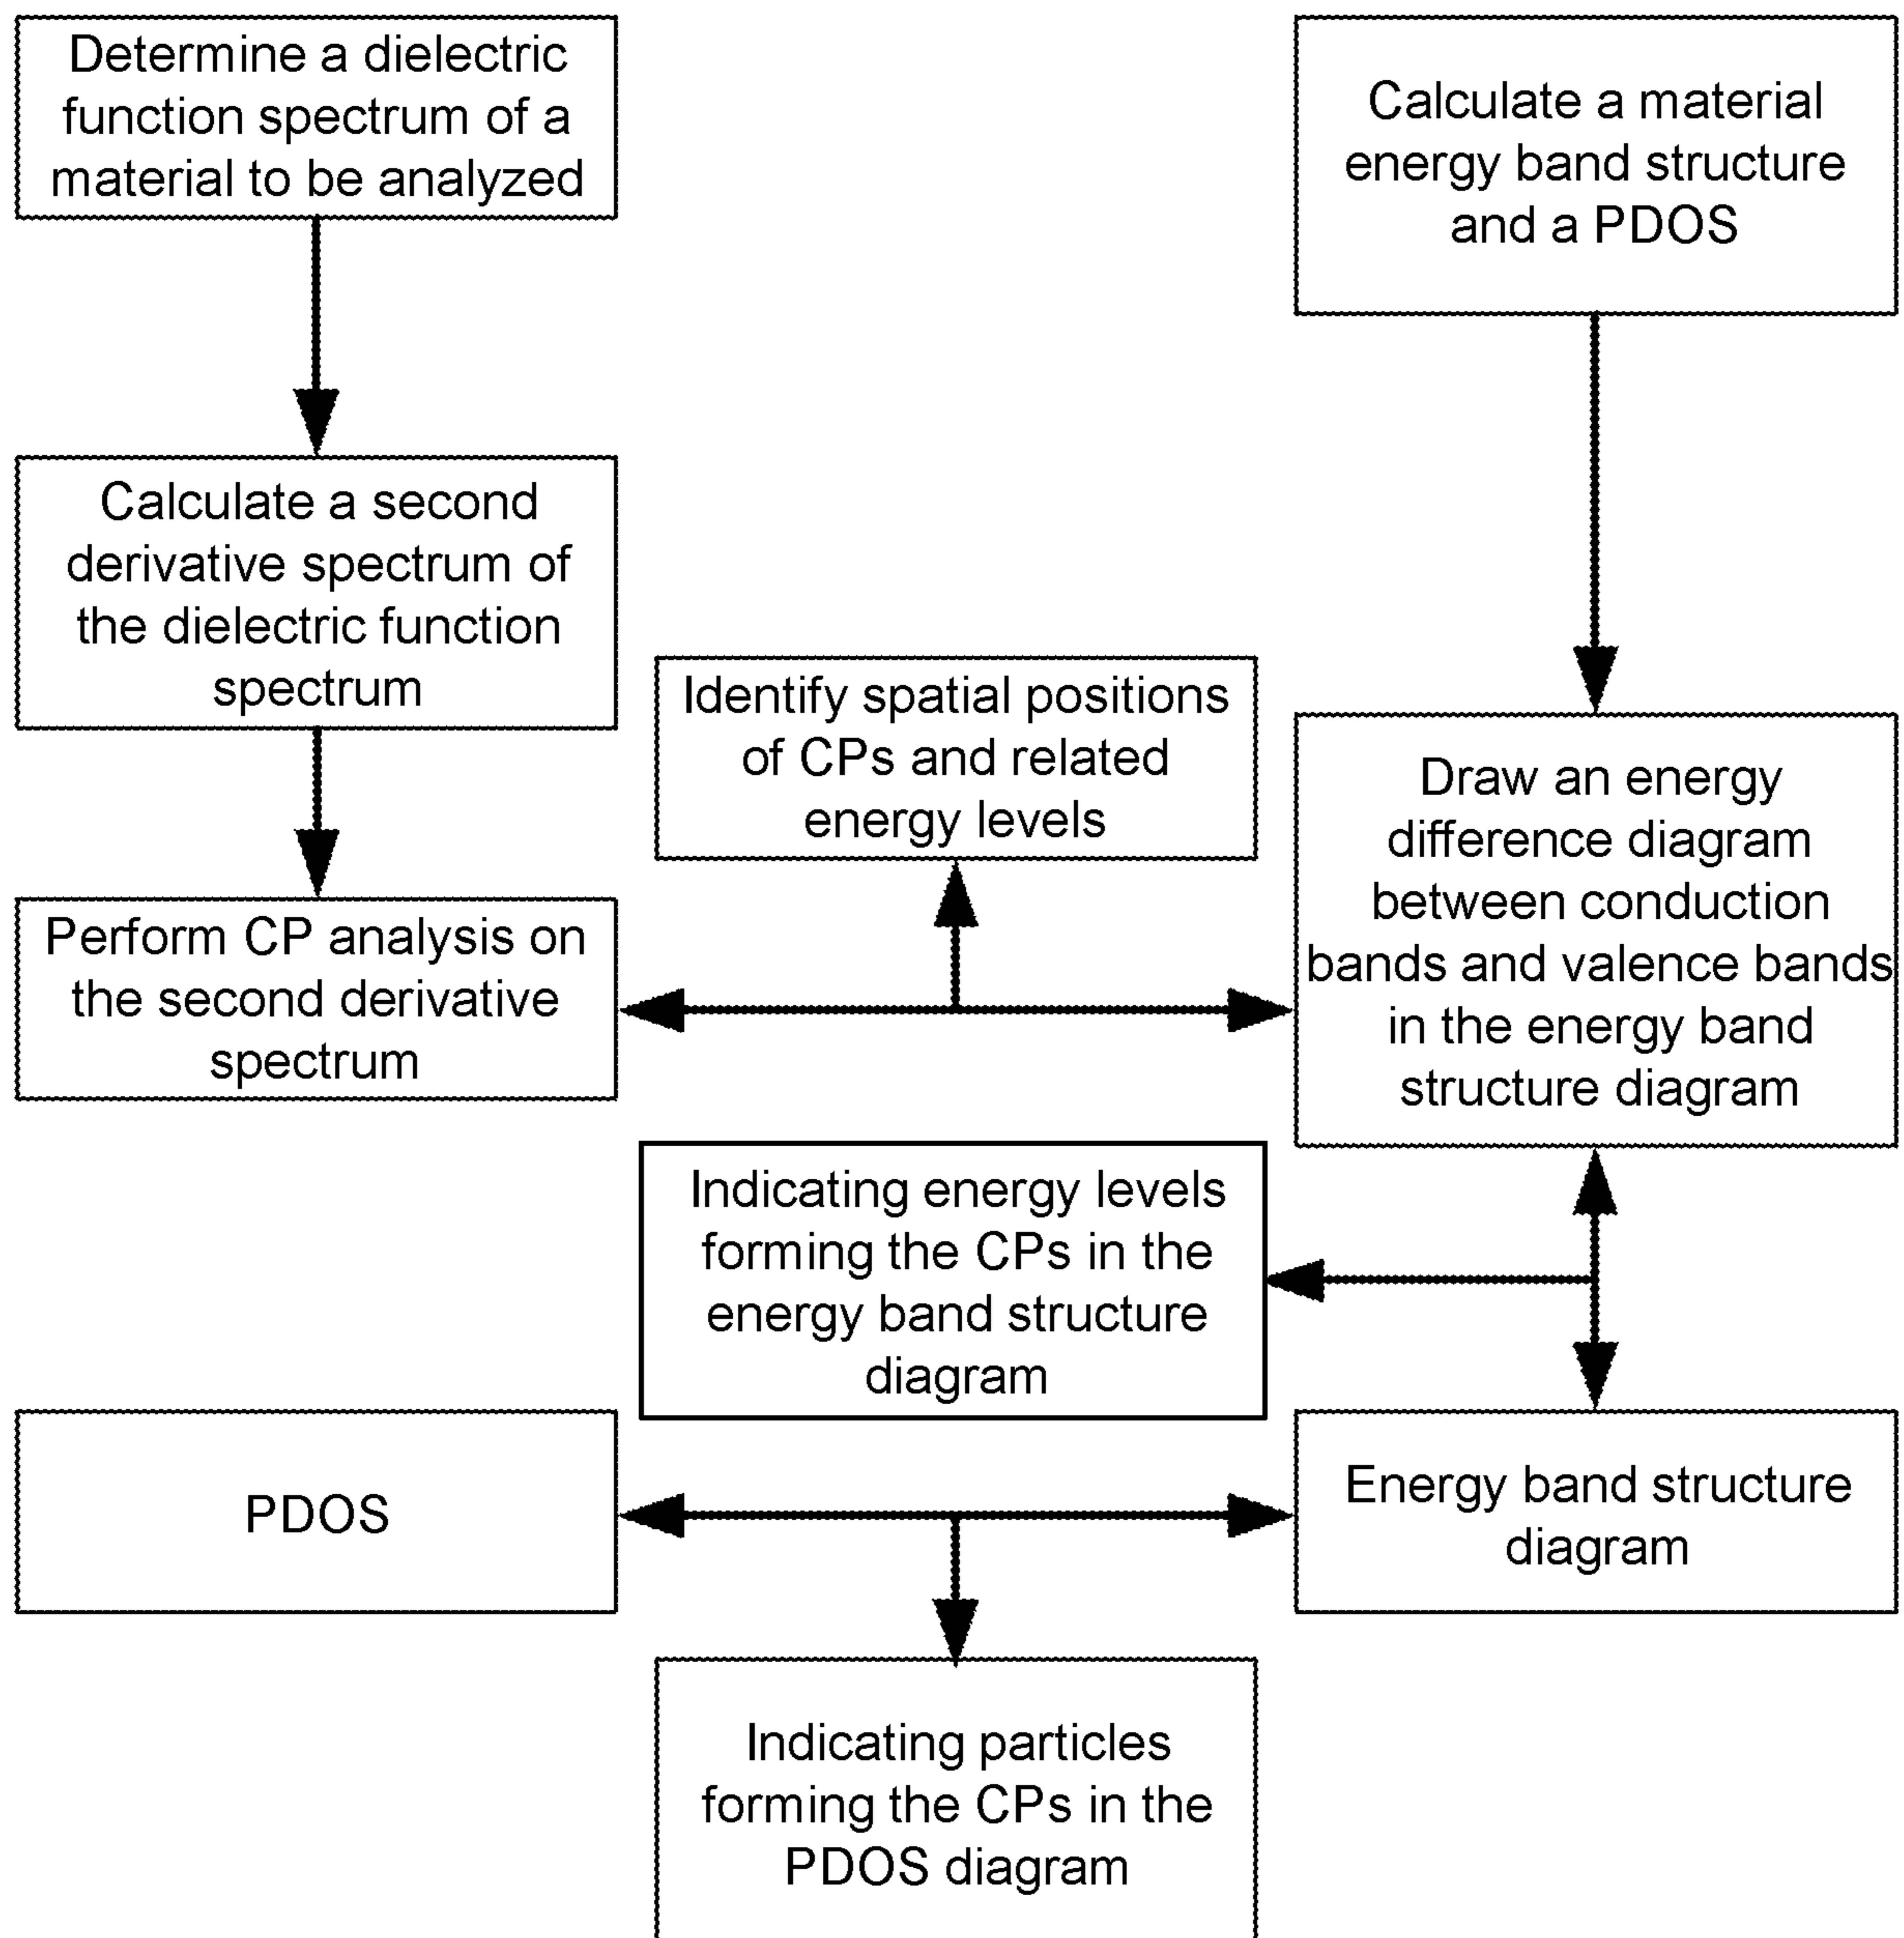 Determine a dielectric
function spectrum of a
material to be analyzed
Calculate a material
energy band structure
and a PDOS
Calculate a second
derivative spectrum of
the dielectric function
spectrum
Identify spatial positions
of CPs and related
energy levels
Draw an energy
difference diagram
between conduction
bands and valence bands
in the energy band
structure diagram
Perform CP analysis on
the second derivative
spectrum
Indicating energy levels
forming the CPs in the
energy band structure
diagram
PDOS
Energy band structure
diagram
Indicating particles
forming the CPs in the
PDOS diagram